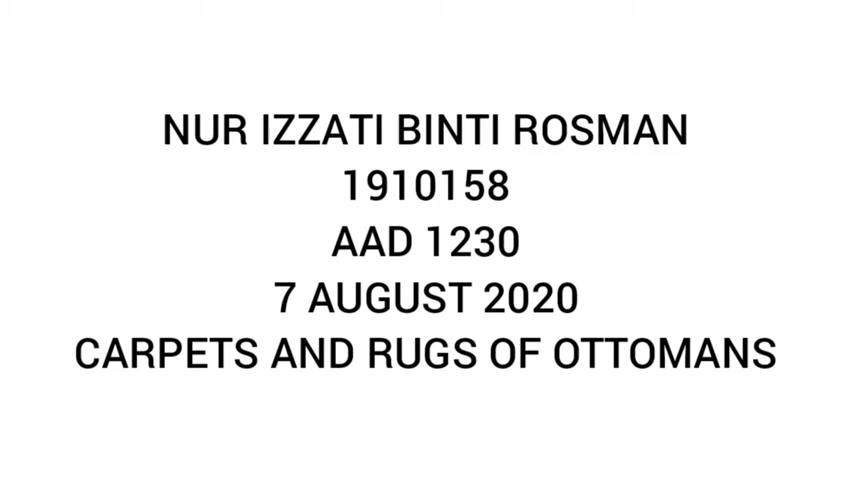 NUR IZZATI BINTI ROSMAN
1910158
AAD 1230
7 AUGUST 2020
CARPETS AND RUGS OF OTTOMANS